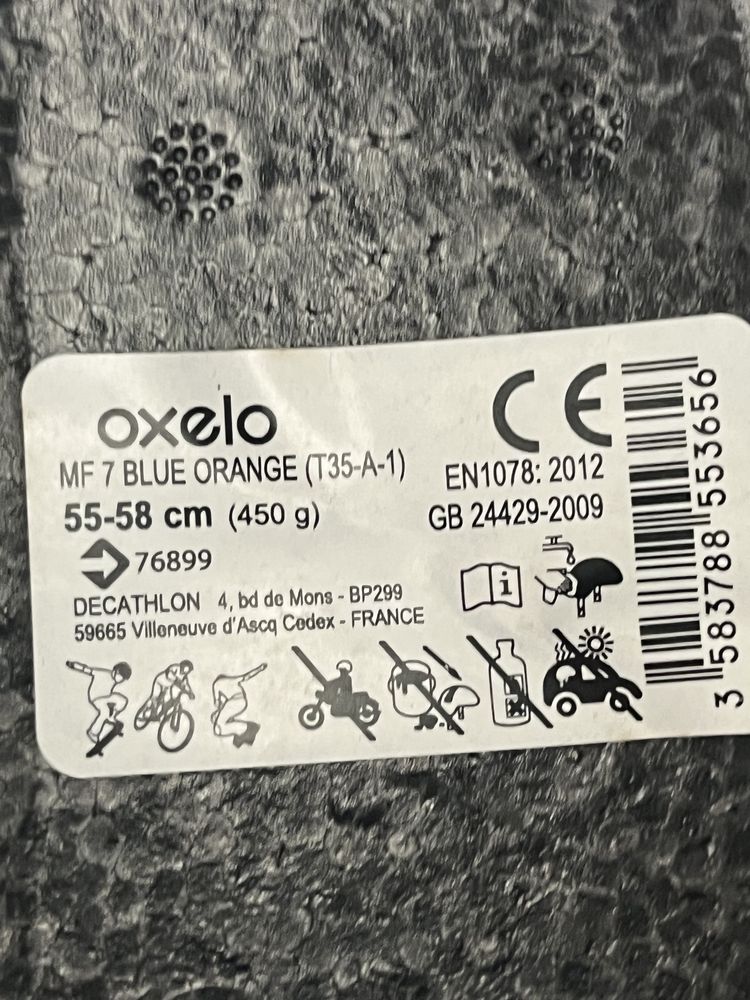 oxelo
MF 7 BLUE ORANGE (T35-A-1)
55-58 cm (450 g)
76899
DECATHLON 4, bd de Mons - BP299
59665 Villeneuve d'Ascq Cedex - FRANCE
CE
EN1078: 2012
GB 24429-2009
i
3 583788 553656